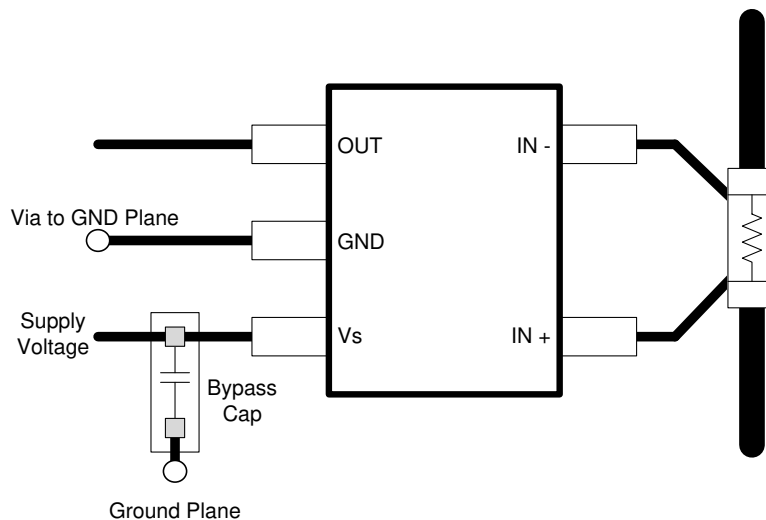 OUT
IN -
Via to GND Plane
GND
Supply
Voltage
Vs
IN +
Bypass
Cap
Ground Plane